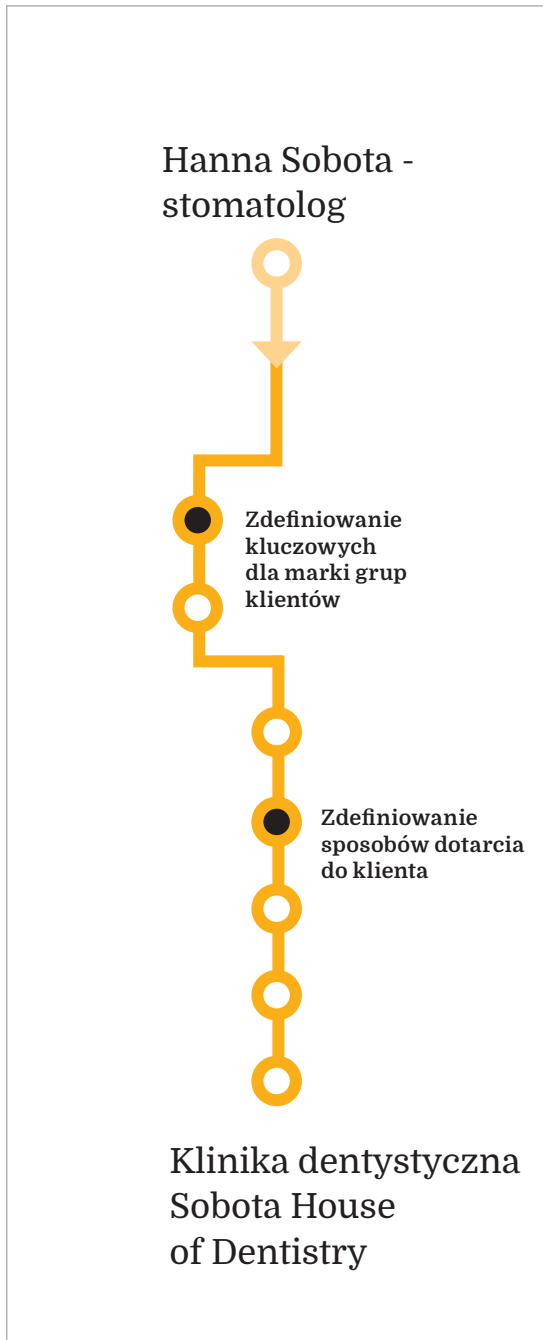 Hanna Sobota -
stomatolog
Zdefiniowanie
kluczowych
dla marki grup
klientów
Zdefiniowanie
sposobów dotarcia
do klienta
Klinika dentystyczna
Sobota House
of Dentistry